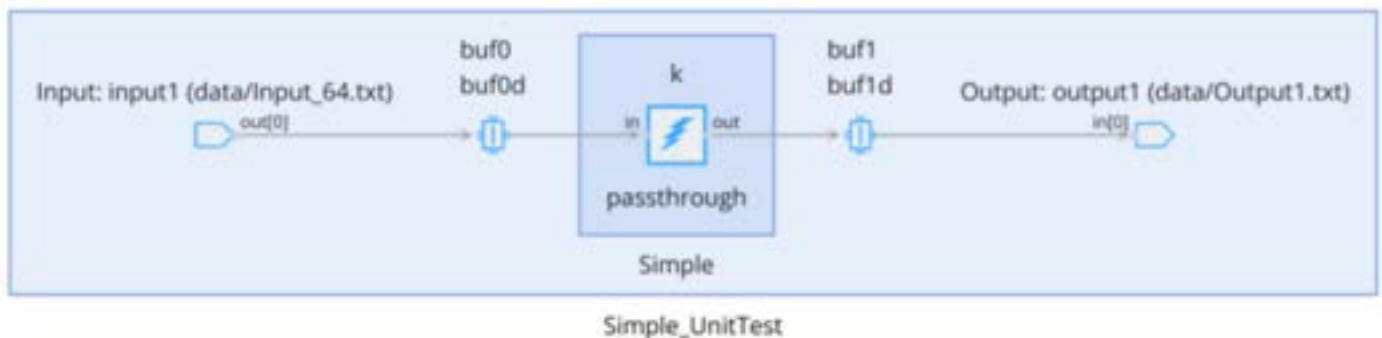 Input: input1 (data/Input_64.txt)
out[0]
buf0
buf0d
k
in
out
passthrough
Simple
buf1
buf1d
Output: output1 (data/Output1.txt)
in[0]
Simple_UnitTest